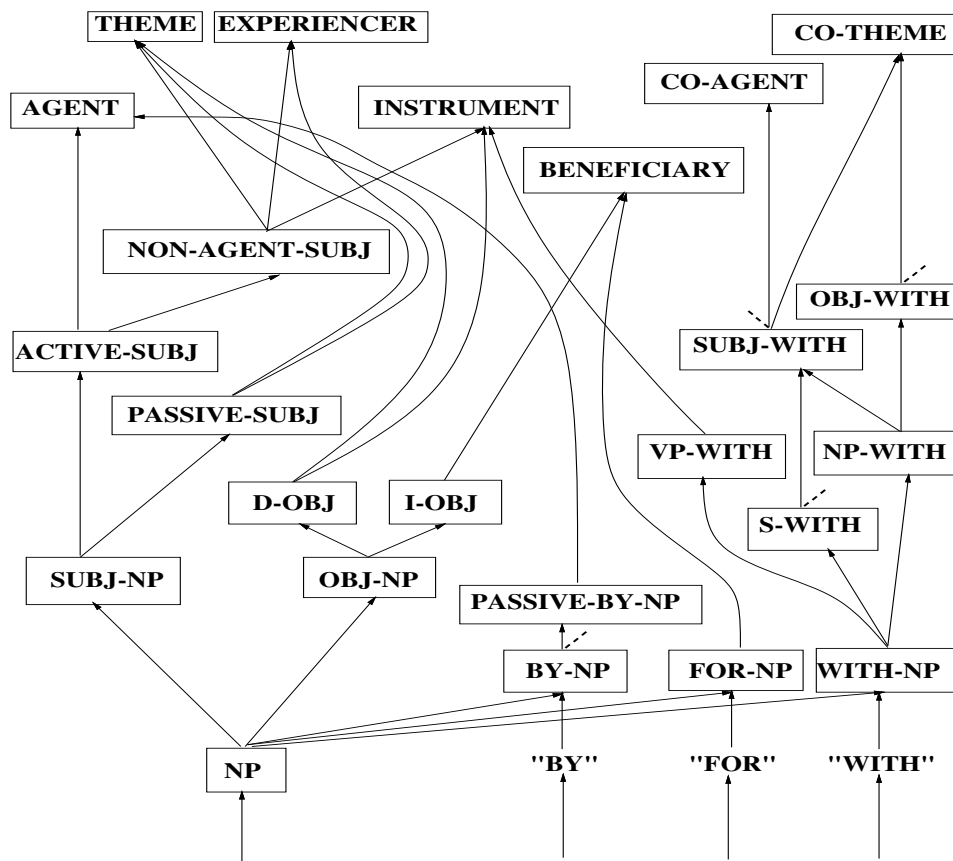 THEME
EXPERIENCER
CO-THEME
CO-AGENT
AGENT
INSTRUMENT
BENEFICIARY
NON-AGENT-SUBJ
OBJ-WITH
ACTIVE-SUBJ
SUBJ-WITH
PASSIVE-SUBJ
VP-WITH
NP-WITH
D-OBJ
I-OBJ
S-WITH
SUBJ-NP
OBJ-NP
PASSIVE-BY-NP
BY-NP
FOR-NP
WITH-NP
NP
"BY"
"FOR"
"WITH"